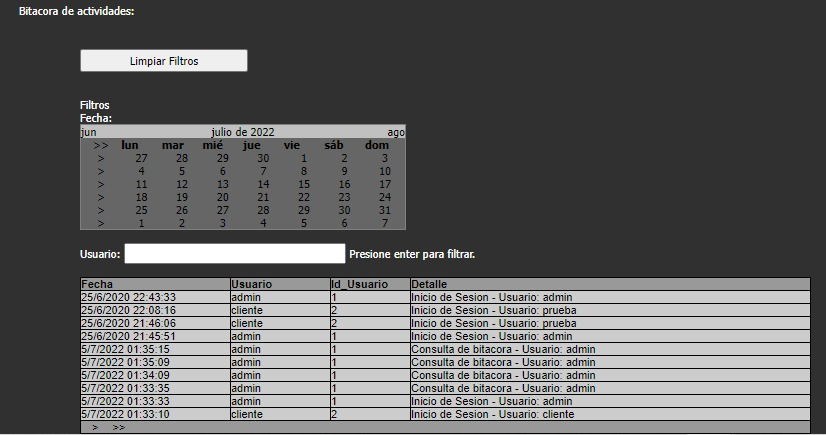 Bitacora de actividades:
Limpiar Filtros
Filtros
Fecha:
jun julio de 2022 ago
>> lun mar mié jue vie sáb dom
> 27 28 29 30 1 2 3
> 4 5 6 7 8 9 10
> 11 12 13 14 15 16 17
> 18 19 20 21 22 23 24
> 25 26 27 28 29 30 31
> 1 2 3 4 5 6 7
Usuario: Presione enter para filtrar.
Fecha Usuario Id_Usuario Detalle
25/6/2020 22:43:33 admin 1 Inicio de Sesion - Usuario: admin
25/6/2020 22:08:16 cliente 2 Inicio de Sesion - Usuario: prueba
25/6/2020 21:46:06 cliente 2 Inicio de Sesion - Usuario: prueba
25/6/2020 21:45:51 admin 1 Inicio de Sesion - Usuario: admin
5/7/2022 01:35:15 admin 1 Consulta de bitacora - Usuario: admin
5/7/2022 01:35:09 admin 1 Consulta de bitacora - Usuario: admin
5/7/2022 01:34:09 admin 1 Consulta de bitacora - Usuario: admin
5/7/2022 01:33:35 admin 1 Consulta de bitacora - Usuario: admin
5/7/2022 01:33:33 admin 1 Inicio de Sesion - Usuario: admin
5/7/2022 01:33:10 cliente 2 Inicio de Sesion - Usuario: cliente
> >>